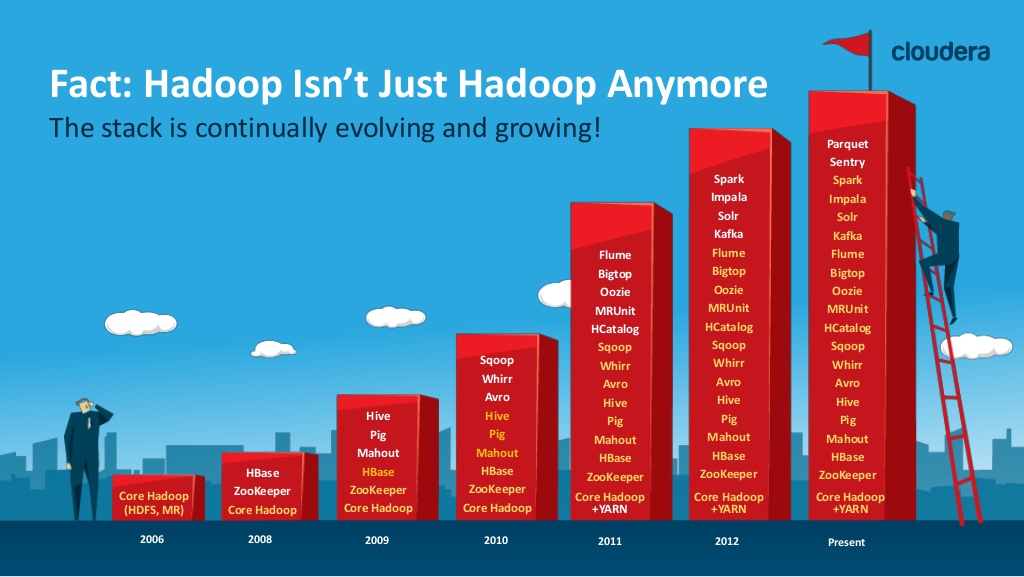 cloudera
Fact: Hadoop Isn’t Just Hadoop Anymore
The stack is continually evolving and growing!
Core Hadoop
(HDFS, MR)
2006
HBase
ZooKeeper
Core Hadoop
2008
Hive
Pig
Mahout
HBase
ZooKeeper
Core Hadoop
2009
Sqoop
Whirr
Avro
Hive
Pig
Mahout
HBase
ZooKeeper
Core Hadoop
2010
Flume
Bigtop
Oozie
MRUnit
HCatalog
Sqoop
Whirr
Avro
Hive
Pig
Mahout
HBase
ZooKeeper
Core Hadoop
+YARN
2011
Spark
Impala
Solr
Kafka
Flume
Bigtop
Oozie
MRUnit
HCatalog
Sqoop
Whirr
Avro
Hive
Pig
Mahout
HBase
ZooKeeper
Core Hadoop
+YARN
2012
Parquet
Sentry
Spark
Impala
Solr
Kafka
Flume
Bigtop
Oozie
MRUnit
HCatalog
Sqoop
Whirr
Avro
Hive
Pig
Mahout
HBase
ZooKeeper
Core Hadoop
+YARN
Present